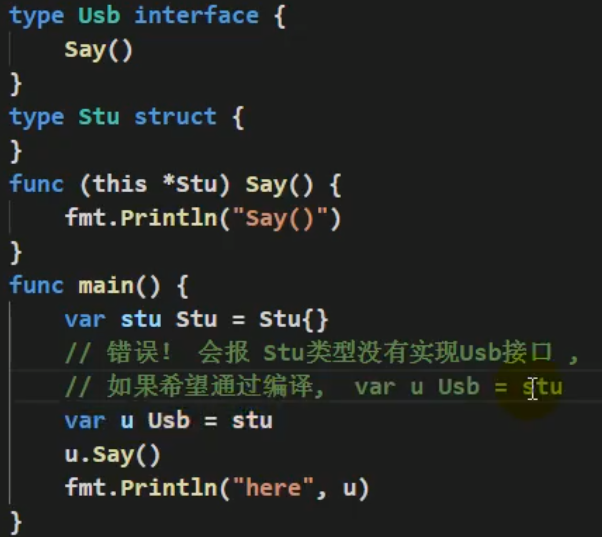 type Usb interface {
    Say()
}
type Stu struct {
}
func (this *Stu) Say() {
    fmt.Println("Say()")
}
func main() {
    var stu Stu = Stu{}
    // 错误! 会报 Stu类型没有实现Usb接口 ,
    // 如果希望通过编译, var u Usb = stu
    var u Usb = stu
    u.Say()
    fmt.Println("here", u)
}